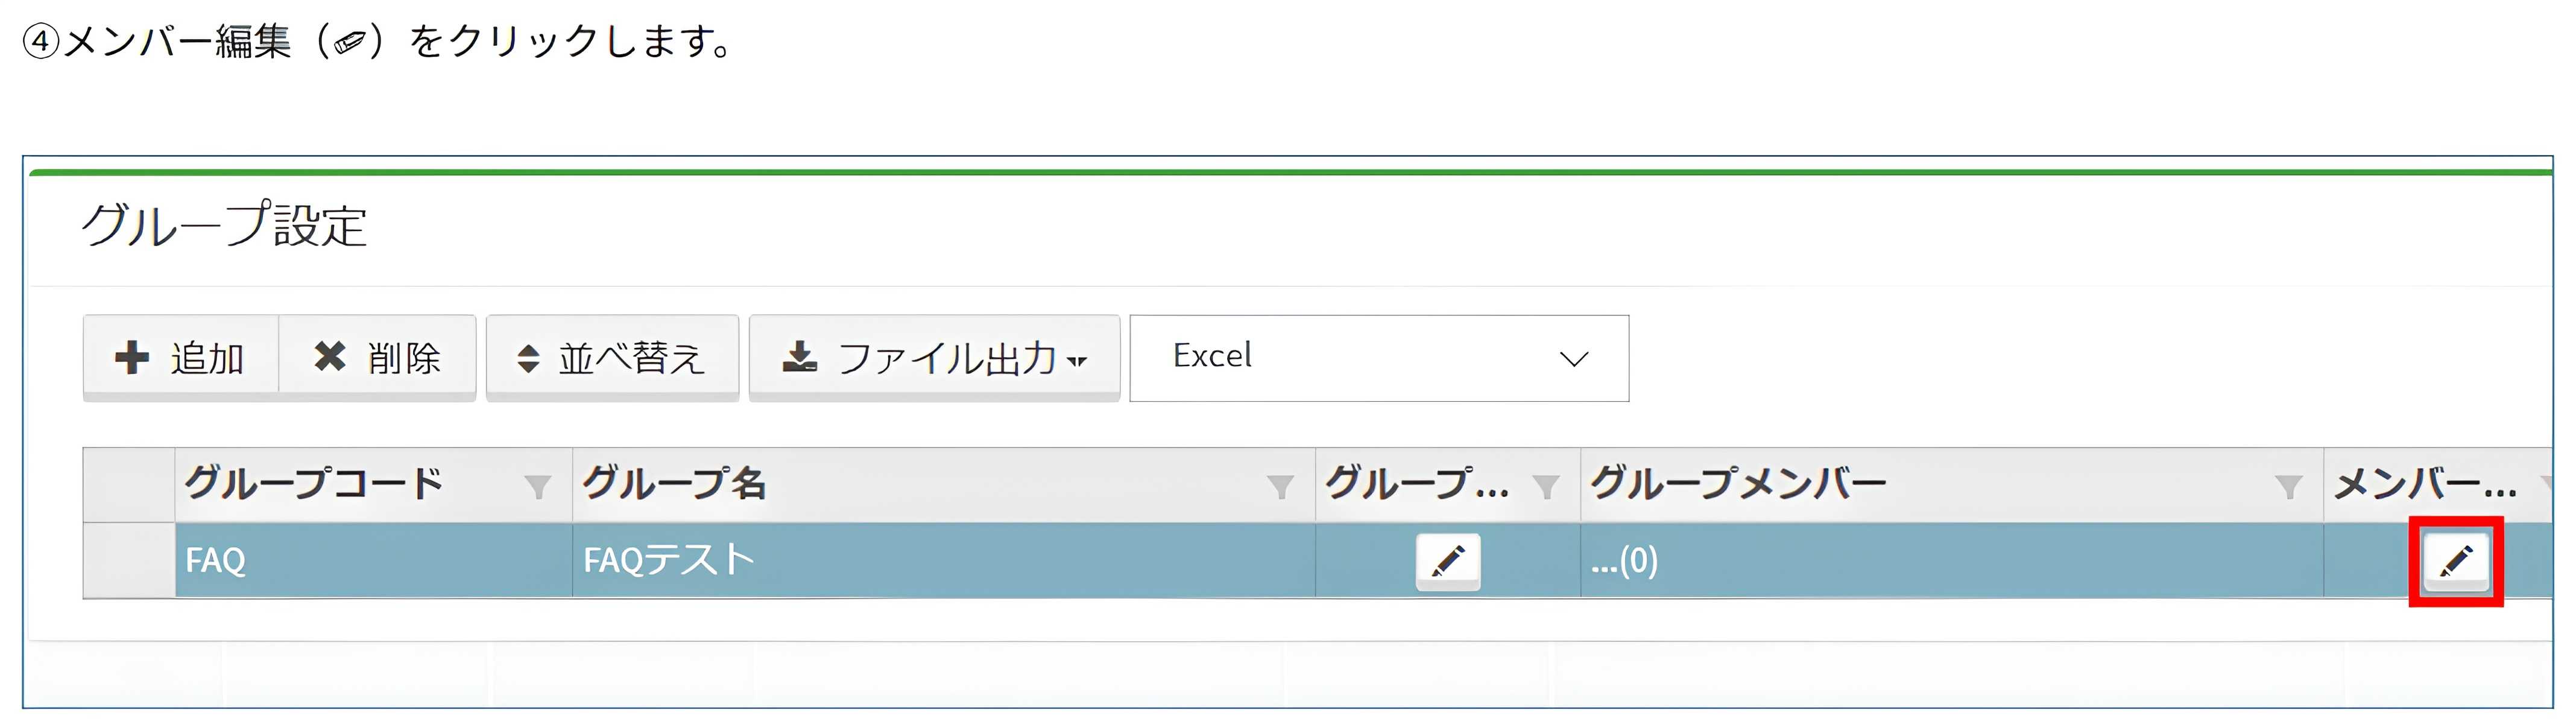 ④メンバー編集（✐）をクリックします。
グループ設定
追加 削除 並べ替え ファイル出力 Excel
グループコード グループ名 グループ... グループメンバー メンバー...
FAQ FAQテスト ...(0)